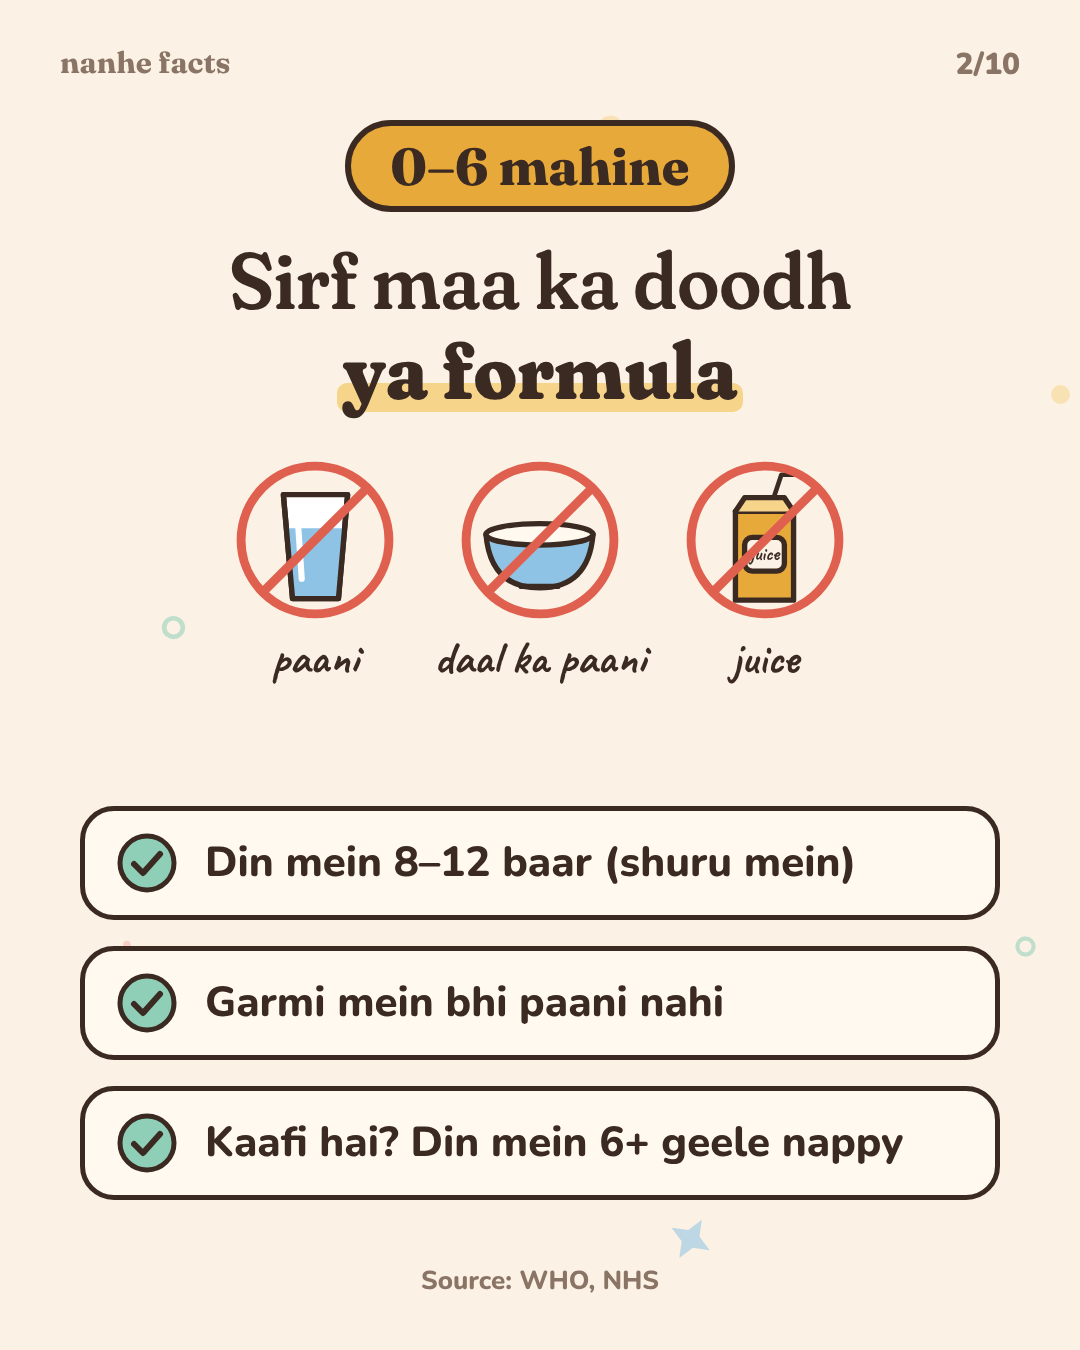 nanhe facts
2/10
0–6 mahine
Sirf maa ka doodh
ya formula
juice
paani
daal ka paani
juice
Din mein 8–12 baar (shuru mein)
Garmi mein bhi paani nahi
Kaafi hai? Din mein 6+ geele nappy
Source: WHO, NHS